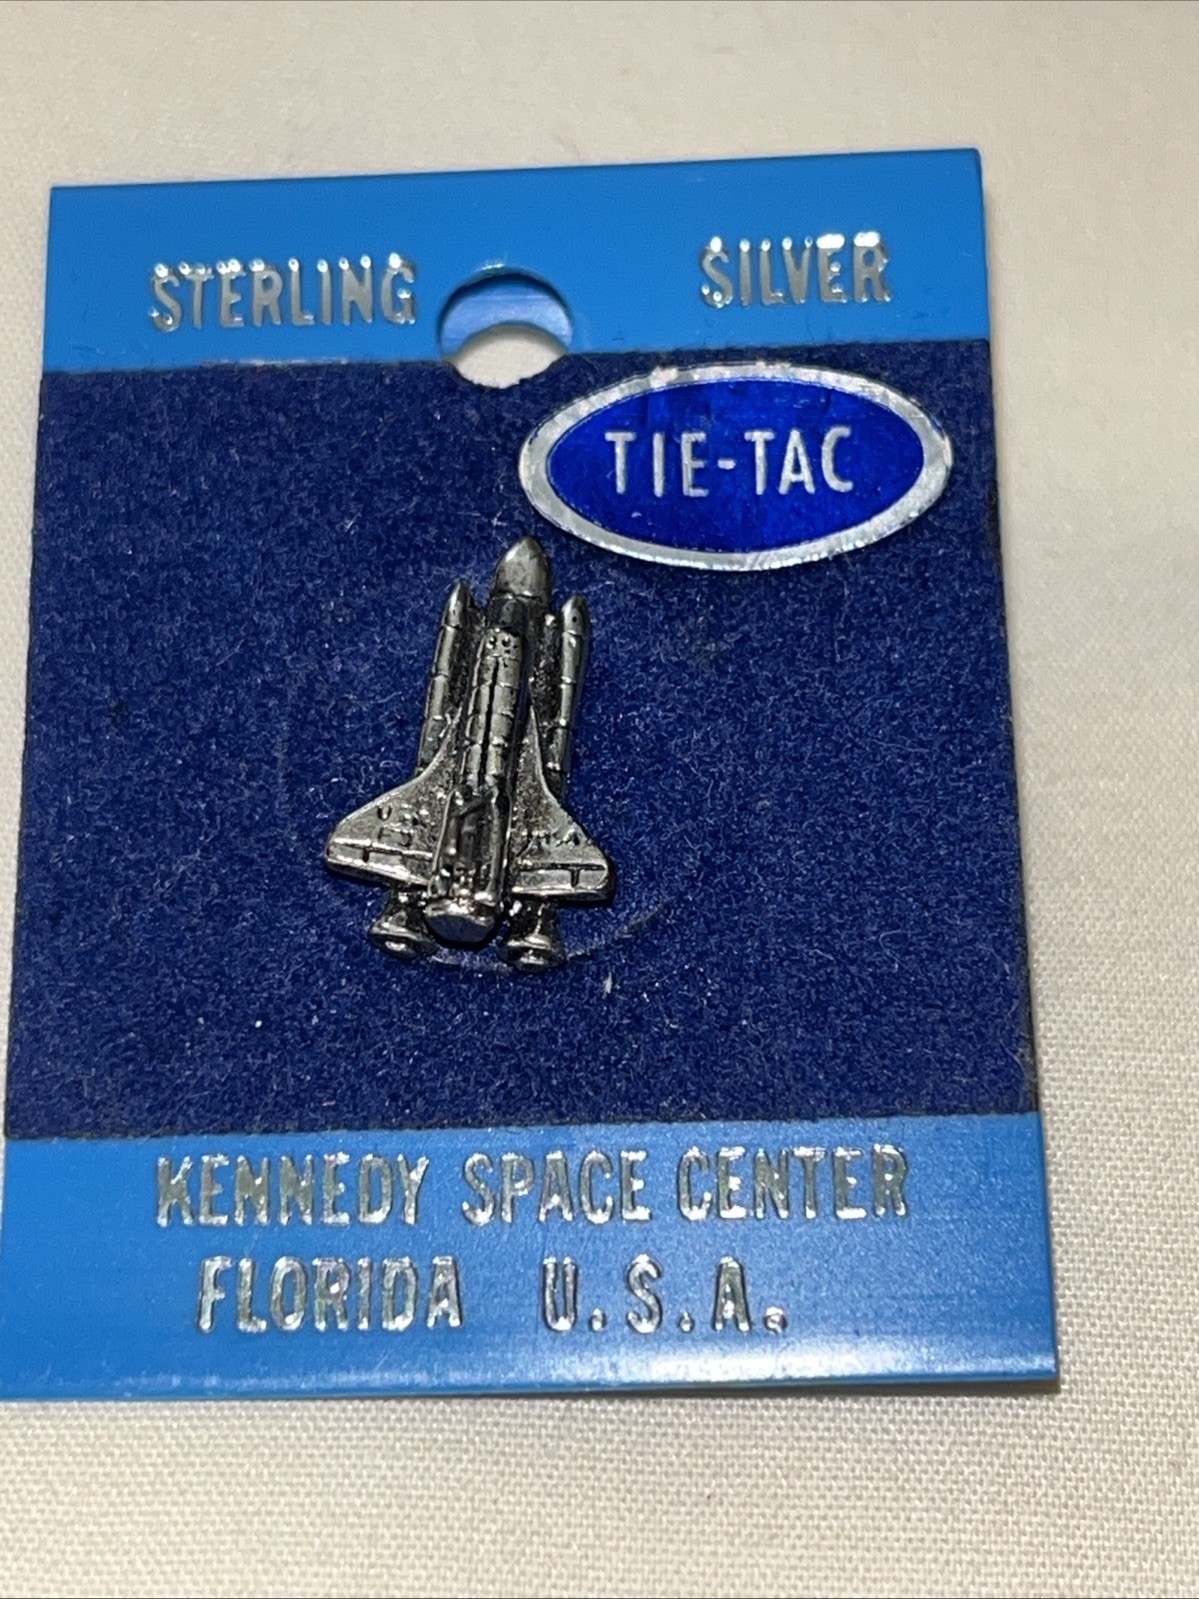 STERLING SILVER
TIE-TAC
KENNEDY SPACE CENTER
FLORIDA U.S.A.